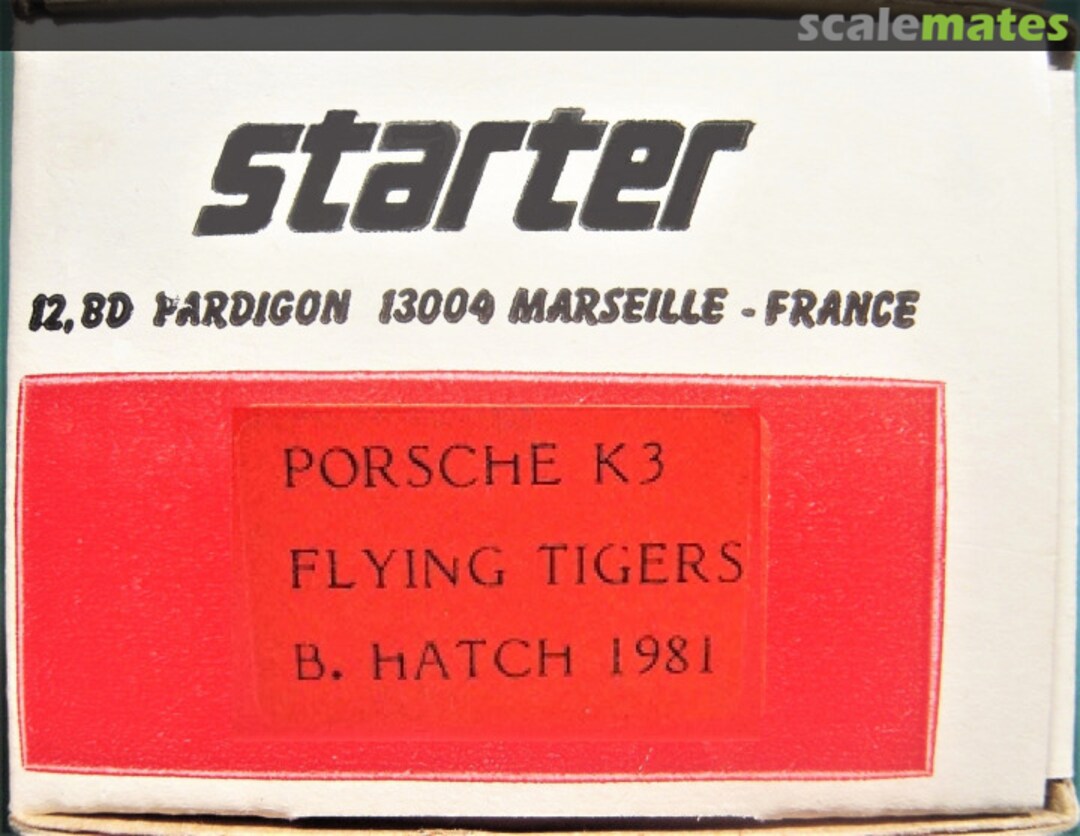 scalemates
starter
12, BD PARDIGON 13004 MARSEILLE - FRANCE
PORSCHE K3
FLYING TIGERS
B. HATCH 1981